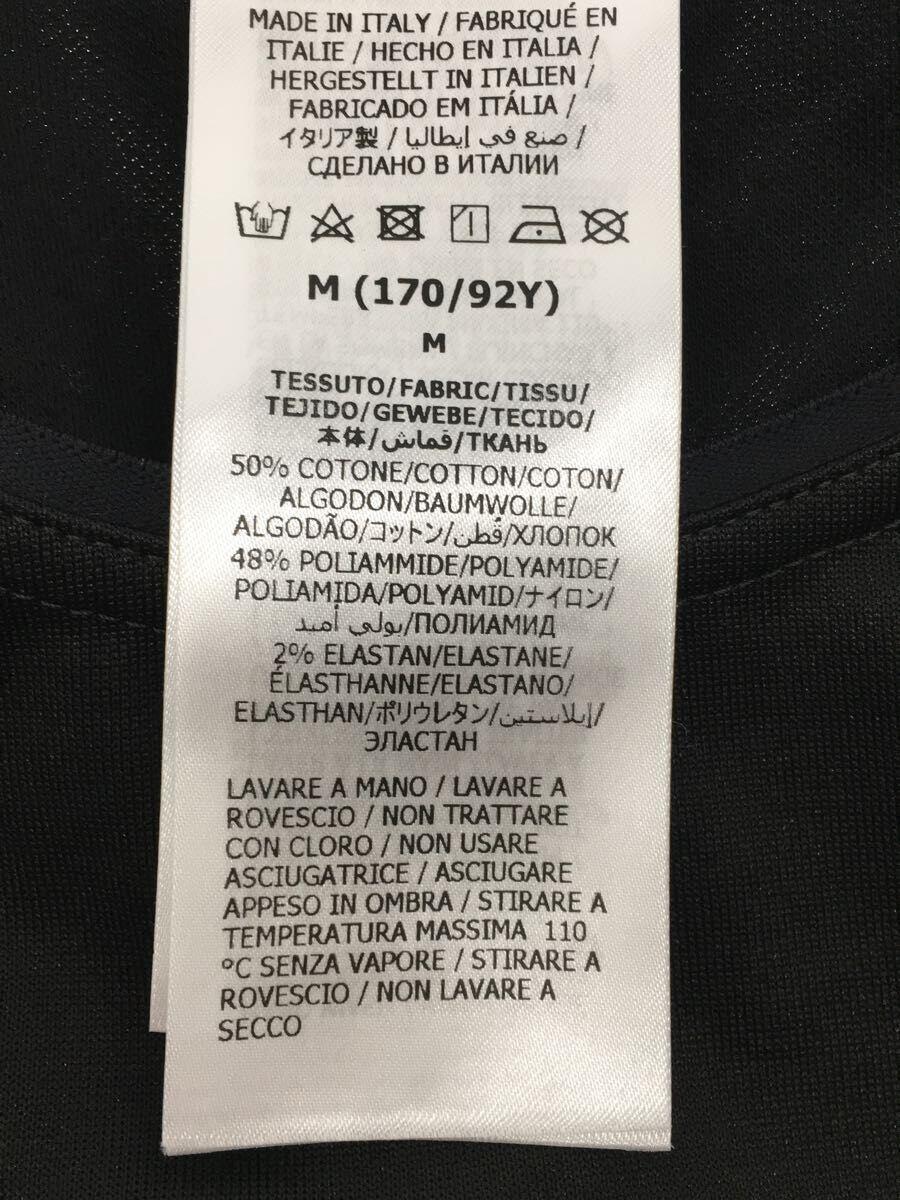 MADE IN ITALY / FABRIQUÉ EN
ITALIE / HECHO EN ITALIA /
HERGESTELLT IN ITALIEN /
FABRICADO EM ITÁLIA /
イタリア製 / صنع في إيطاليا /
СДЕЛАНО В ИТАЛИИ
M (170/92Y)
M
TESSUTO/FABRIC/TISSU/
TEJIDO/GEWEBE/TECIDO/
本体/قماش/ТКАНЬ
50% COTONE/COTTON/COTON/
ALGODON/BAUMWOLLE/
ALGODÃO/コットン/قُطن/ХЛОПОК
48% POLIAMMIDE/POLYAMIDE/
POLIAMIDA/POLYAMID/ナイロン/
بولي أميد/ПОЛИАМИД
2% ELASTAN/ELASTANE/
ÉLASTHANNE/ELASTANO/
ELASTHAN/ポリウレタン/إيلاستين/
ЭЛАСТАН
LAVARE A MANO / LAVARE A
ROVESCIO / NON TRATTARE
CON CLORO / NON USARE
ASCIUGATRICE / ASCIUGARE
APPESO IN OMBRA / STIRARE A
TEMPERATURA MASSIMA 110
°C SENZA VAPORE / STIRARE A
ROVESCIO / NON LAVARE A
SECCO